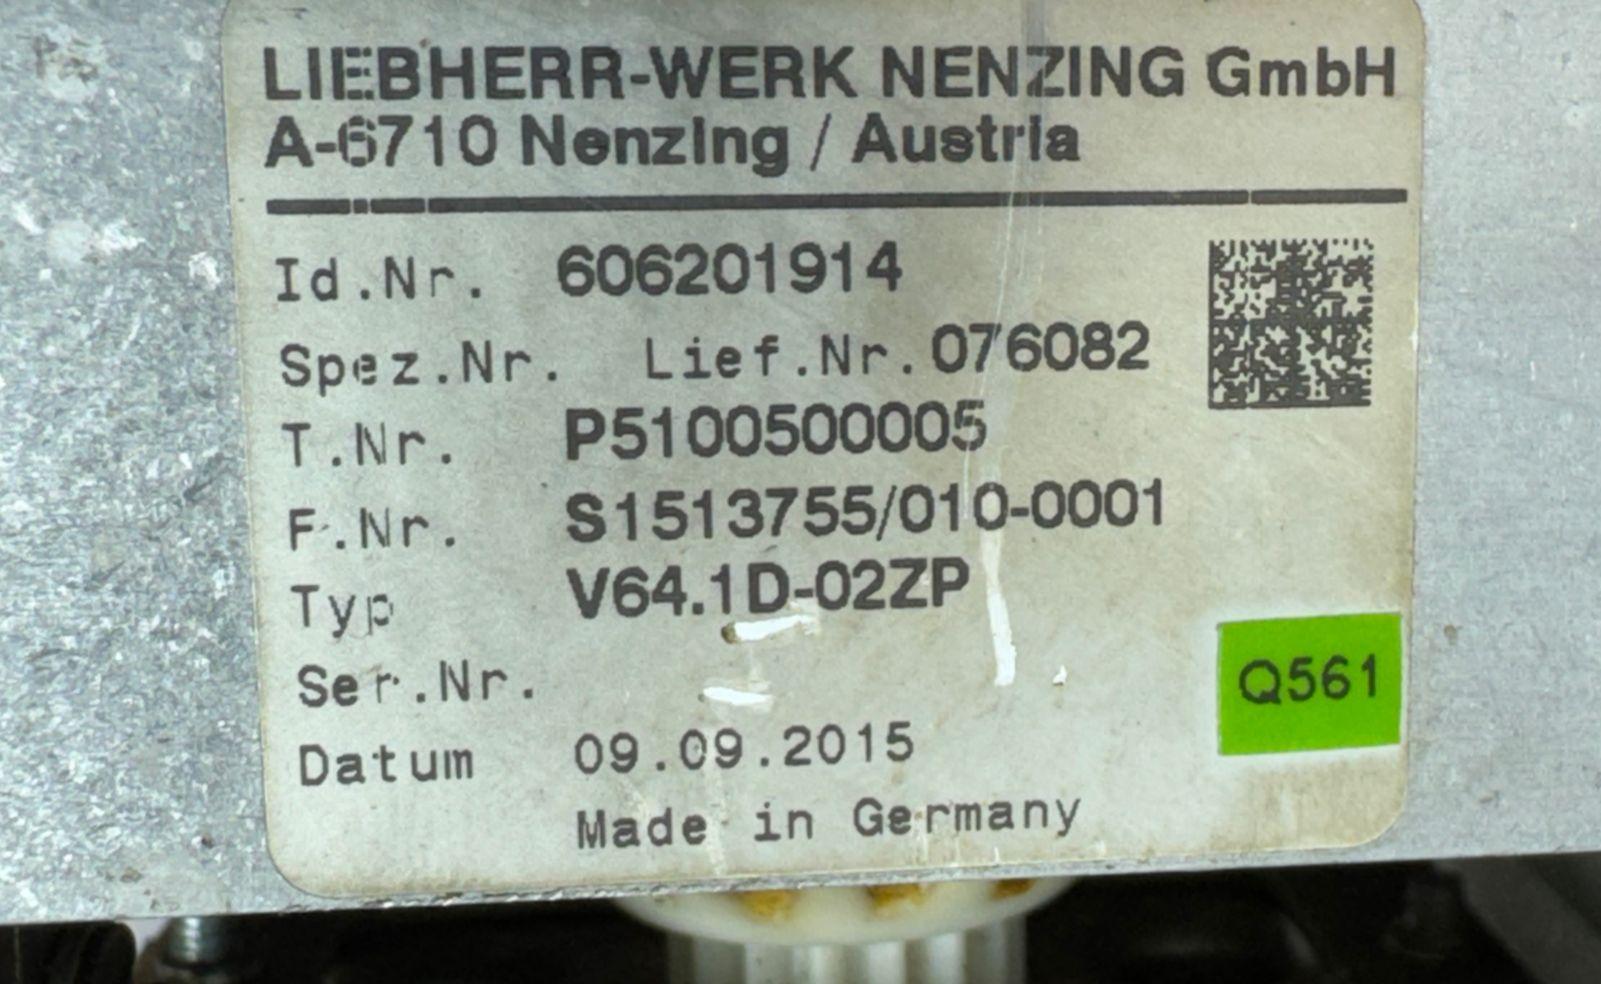 LIEBHERR-WERK NENZING GmbH
A-6710 Nenzing / Austria
Id.Nr. 606201914
Spez.Nr. Lief.Nr.076082
T.Nr. P5100500005
F.Nr. S1513755/010-0001
Typ V64.1D-02ZP
Ser.Nr.
Q561
Datum 09.09.2015
Made in Germany